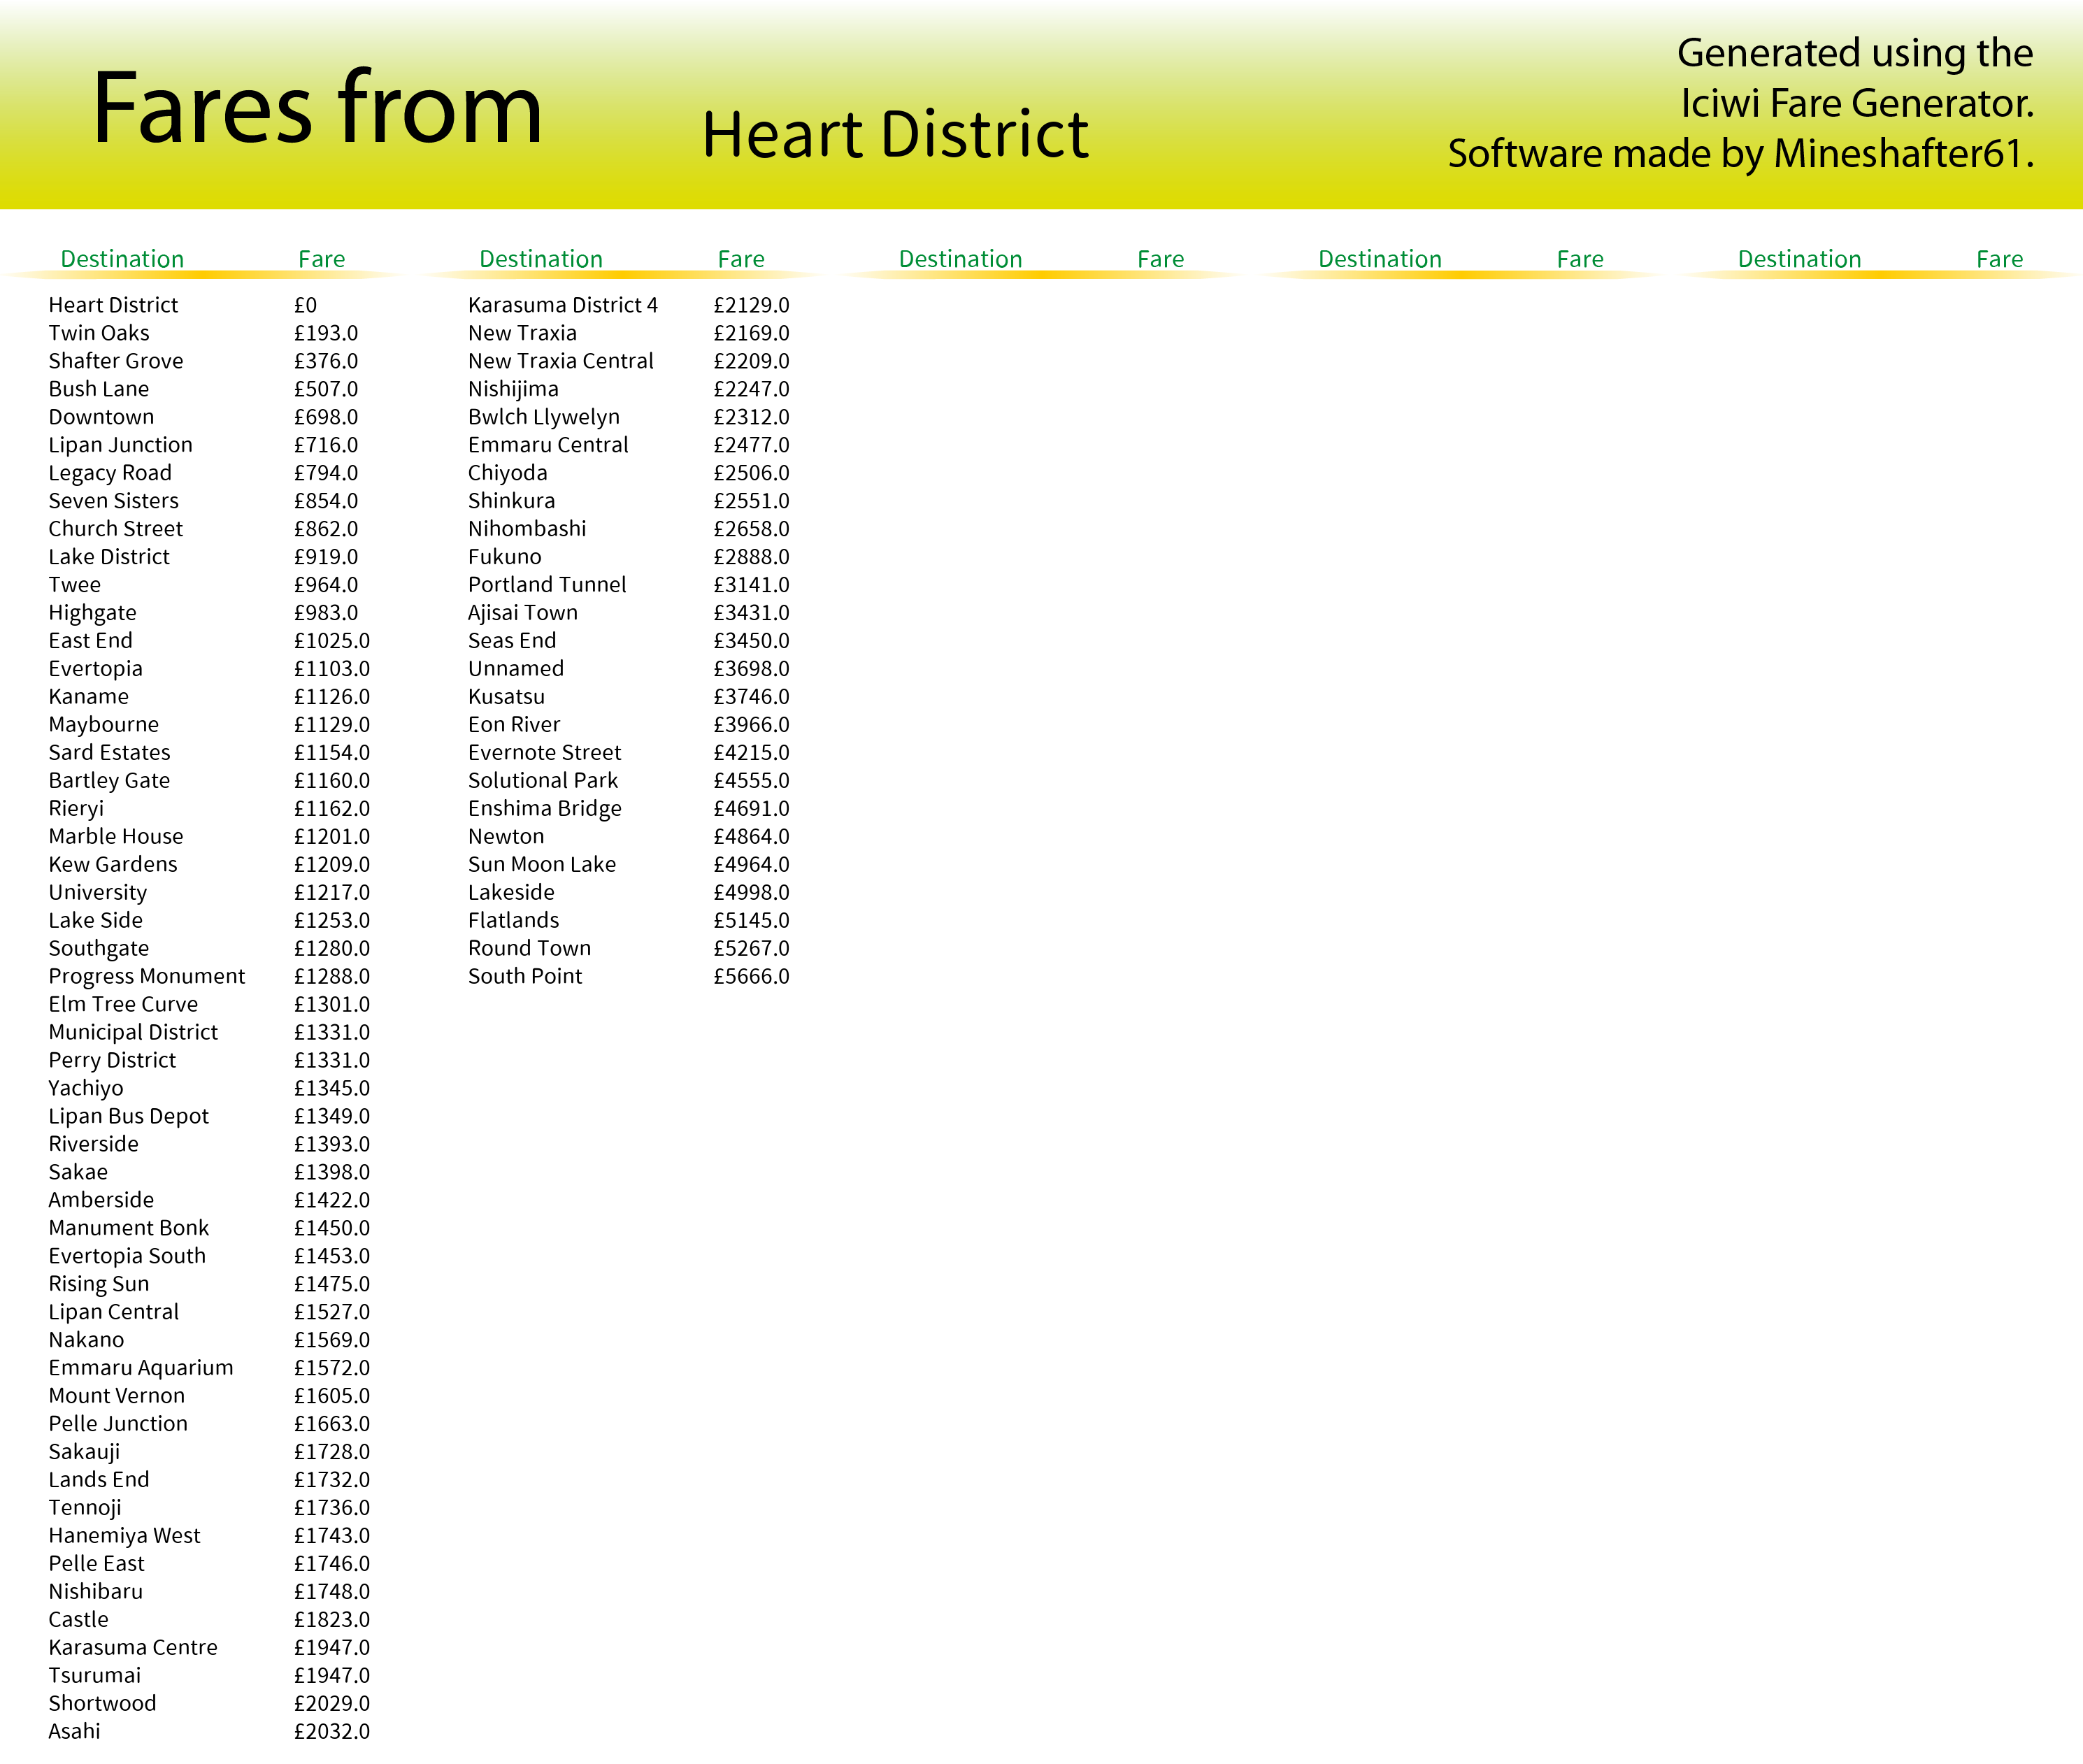 Fares from
Heart District
Generated using the
Iciwi Fare Generator.
Software made by Mineshafter61.
Destination Fare Destination Fare Destination Fare Destination Fare Destination Fare
Heart District £0
Twin Oaks £193.0
Shafter Grove £376.0
Bush Lane £507.0
Downtown £698.0
Lipan Junction £716.0
Legacy Road £794.0
Seven Sisters £854.0
Church Street £862.0
Lake District £919.0
Twee £964.0
Highgate £983.0
East End £1025.0
Evertopia £1103.0
Kaname £1126.0
Maybourne £1129.0
Sard Estates £1154.0
Bartley Gate £1160.0
Rieryi £1162.0
Marble House £1201.0
Kew Gardens £1209.0
University £1217.0
Lake Side £1253.0
Southgate £1280.0
Progress Monument £1288.0
Elm Tree Curve £1301.0
Municipal District £1331.0
Perry District £1331.0
Yachiyo £1345.0
Lipan Bus Depot £1349.0
Riverside £1393.0
Sakae £1398.0
Amberside £1422.0
Manument Bonk £1450.0
Evertopia South £1453.0
Rising Sun £1475.0
Lipan Central £1527.0
Nakano £1569.0
Emmaru Aquarium £1572.0
Mount Vernon £1605.0
Pelle Junction £1663.0
Sakauji £1728.0
Lands End £1732.0
Tennoji £1736.0
Hanemiya West £1743.0
Pelle East £1746.0
Nishibaru £1748.0
Castle £1823.0
Karasuma Centre £1947.0
Tsurumai £1947.0
Shortwood £2029.0
Asahi £2032.0
Karasuma District 4 £2129.0
New Traxia £2169.0
New Traxia Central £2209.0
Nishijima £2247.0
Bwlch Llywelyn £2312.0
Emmaru Central £2477.0
Chiyoda £2506.0
Shinkura £2551.0
Nihombashi £2658.0
Fukuno £2888.0
Portland Tunnel £3141.0
Ajisai Town £3431.0
Seas End £3450.0
Unnamed £3698.0
Kusatsu £3746.0
Eon River £3966.0
Evernote Street £4215.0
Solutional Park £4555.0
Enshima Bridge £4691.0
Newton £4864.0
Sun Moon Lake £4964.0
Lakeside £4998.0
Flatlands £5145.0
Round Town £5267.0
South Point £5666.0